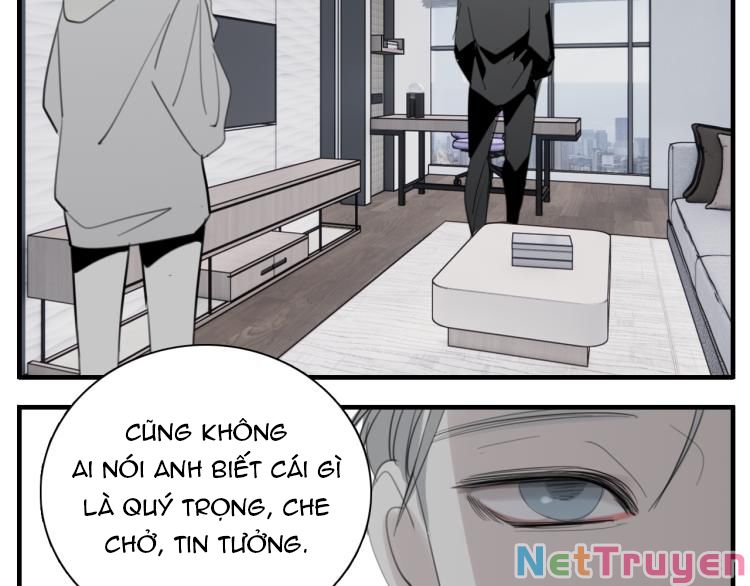 CŨNG KHÔNG
AI NÓI ANH BIẾT CÁI GÌ
LÀ QUÝ TRỌNG, CHE
CHỞ, TIN TƯỞNG.
NetTruyen